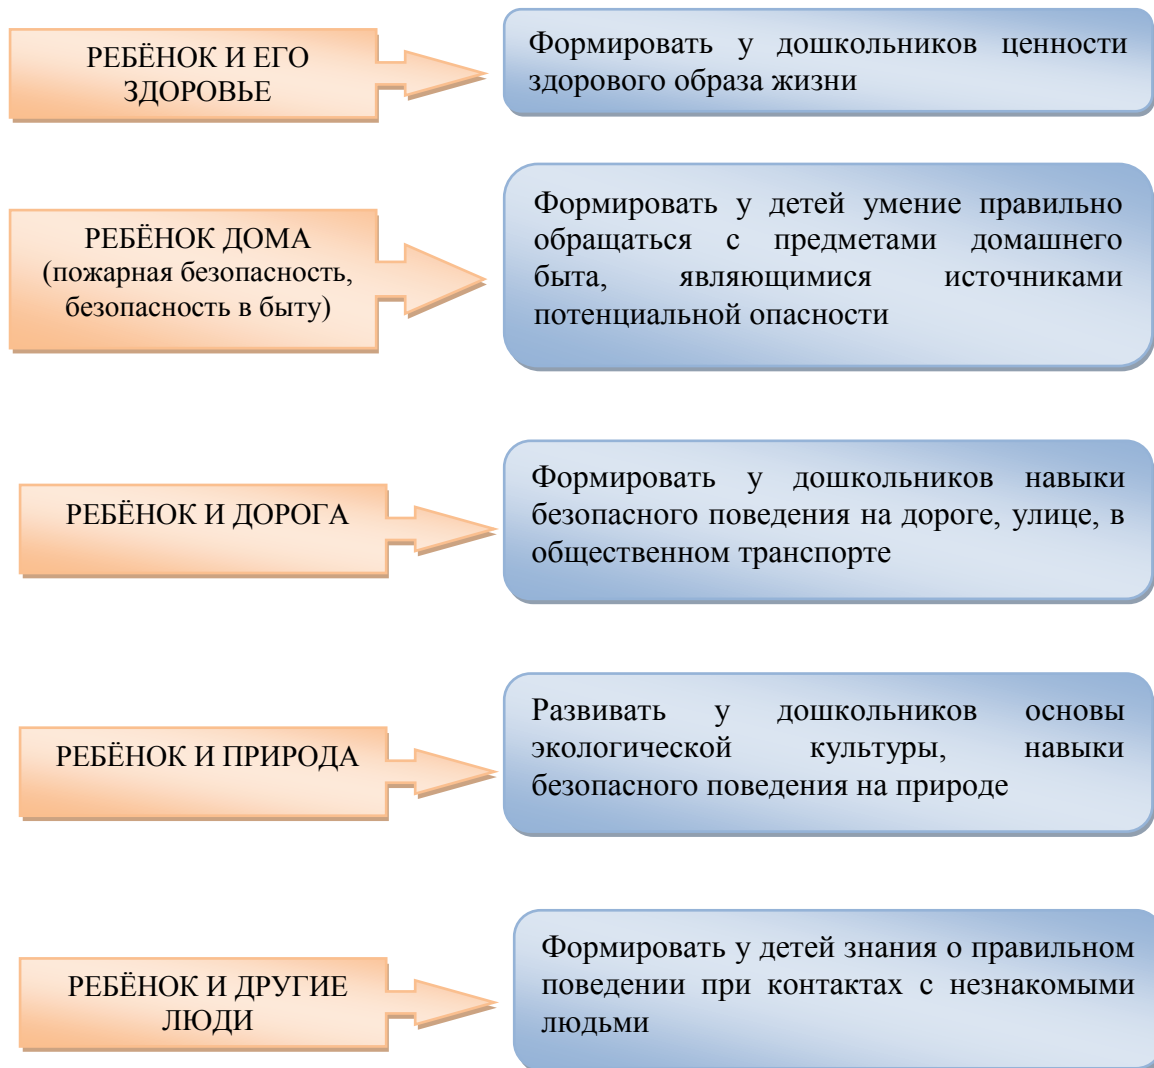 РЕБЁНОК И ЕГО
ЗДОРОВЬЕ
Формировать у дошкольников ценности
здорового образа жизни
РЕБЁНОК ДОМА
(пожарная безопасность,
безопасность в быту)
Формировать у детей умение правильно
обращаться с предметами домашнего
быта, являющимися источниками
потенциальной опасности
РЕБЁНОК И ДОРОГА
Формировать у дошкольников навыки
безопасного поведения на дороге, улице, в
общественном транспорте
РЕБЁНОК И ПРИРОДА
Развивать у дошкольников основы
экологической культуры, навыки
безопасного поведения на природе
РЕБЁНОК И ДРУГИЕ
ЛЮДИ
Формировать у детей знания о правильном
поведении при контактах с незнакомыми
людьми